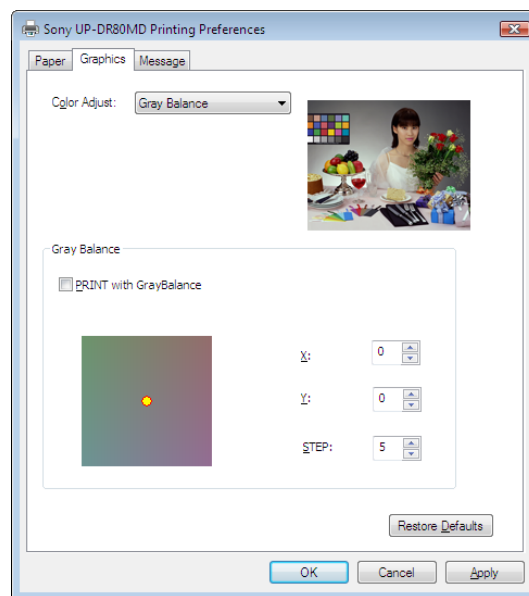 Sony UP-DR80MD Printing Preferences
Paper Graphics Message
Color Adjust: Gray Balance
Gray Balance
PRINT with GrayBalance
X: 0
Y: 0
STEP: 5
Restore Defaults
OK Cancel Apply